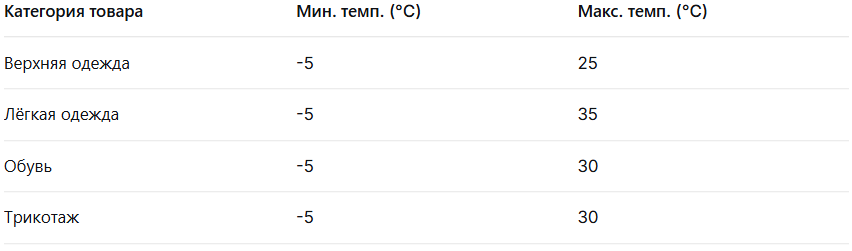 Категория товара Мин. темп. (°C) Макс. темп. (°C)
Верхняя одежда -5 25
Лёгкая одежда -5 35
Обувь -5 30
Трикотаж -5 30